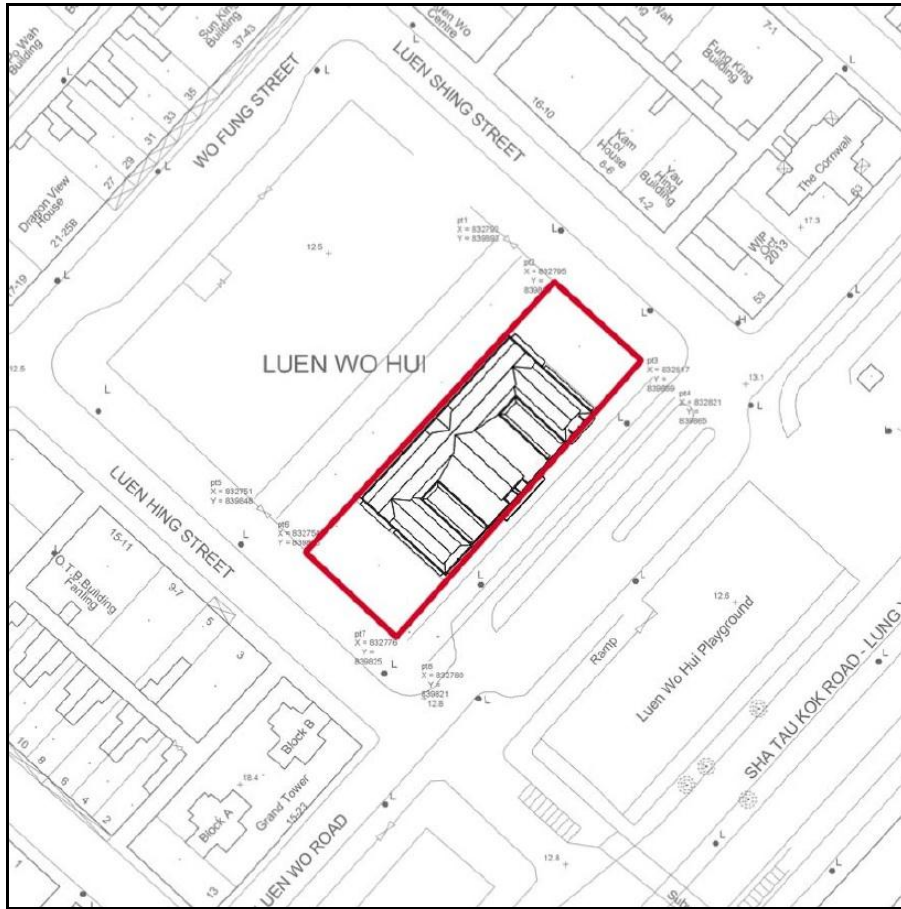 Building
Sun King
Building
37-43
WO FUNG STREET
35
33
31
29
27
Dragon View
House
21-25B
17-19
Luen Wo
Centre
LUEN SHING STREET
16-10
7-1
Fung King
Building
Kam
Loi
House
8-6
Yau
Hing
Building
4-2
The Cornwall
63
17.3
WIP
Oct
2013
53
L
L
L
L
L
12.5
pt1
X = 832790
pt2
X = 832795
Y =
L
L
L
H
pt3
X = 832817
Y =
839869
pt4
X = 832821
Y =
839865
13.1
L
L
L
LUEN WO HUI
12.5
L
LUEN HING STREET
pt5
X = 832751
Y = 839848
pt6
L
L
15-11
O.T.B.Building
Fanling
9-7
5
3
pt7
X = 832776
Y =
839825
L
pt8
X = 832780
Y =
839821
12.8
L
Ramp
L
12.6
Luen Wo Hui Playground
SHA TAU KOK ROAD - LUNG
L
L
L
10
8
6
4
2
Block B
Block A
18.4
Grand Tower
15-23
13
LUEN WO ROAD
L
12.8
1
L